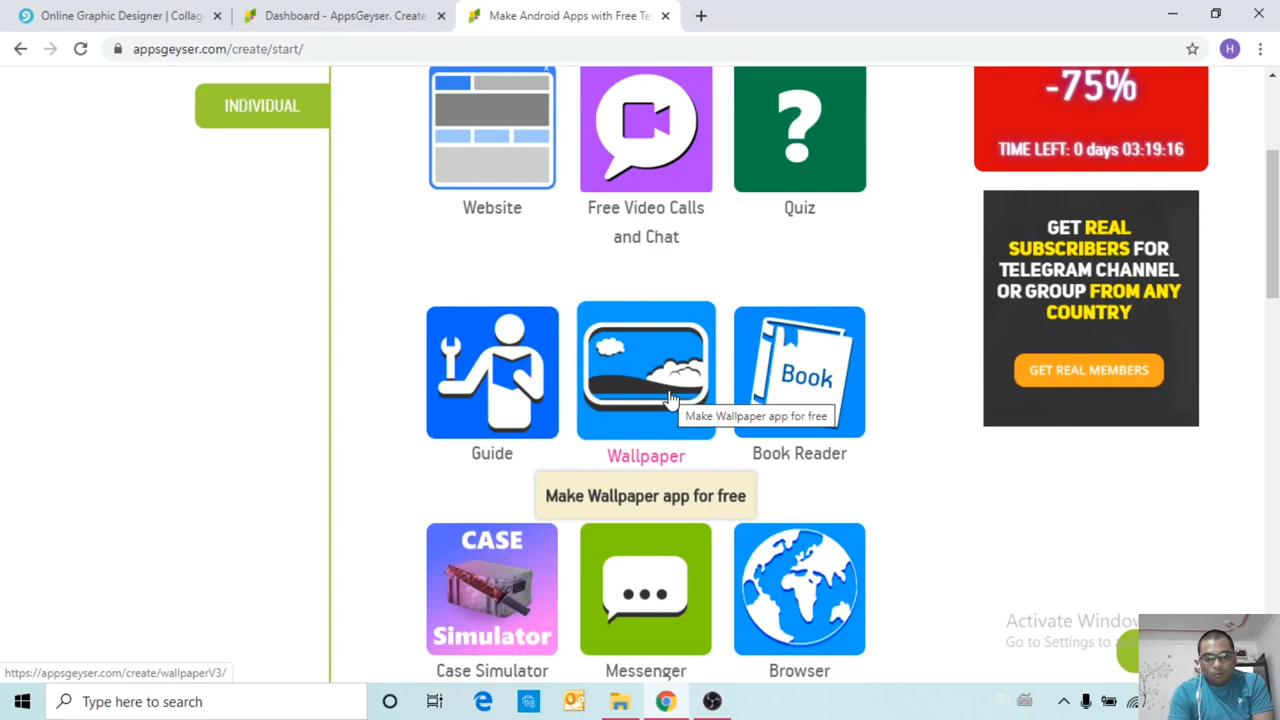 Online Graphic Designer | Collag
Dashboard - AppsGeyser. Create
Make Android Apps with Free Te
appsgeyser.com/create/start/
H
INDIVIDUAL
-75%
TIME LEFT: 0 days 03:19:16
Website
Free Video Calls
and Chat
?
Quiz
GET REAL
SUBSCRIBERS FOR
TELEGRAM CHANNEL
OR GROUP FROM ANY
COUNTRY
GET REAL MEMBERS
Book
Make Wallpaper app for free
Guide
Wallpaper
Book Reader
Make Wallpaper app for free
CASE
Simulator
Case Simulator
Messenger
Browser
Activate Windo
Go to Settings to
https://appsgeyser.com/create/wallpaperV3/
Type here to search